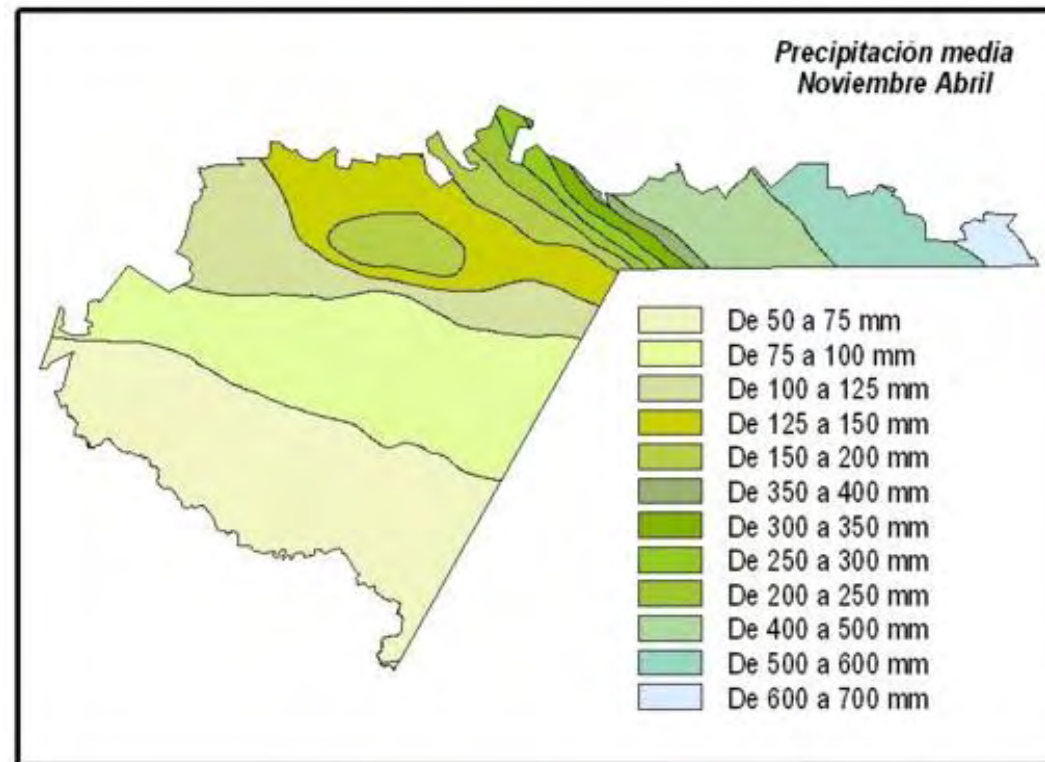 Precipitación media
Noviembre Abril
De 50 a 75 mm
De 75 a 100 mm
De 100 a 125 mm
De 125 a 150 mm
De 150 a 200 mm
De 350 a 400 mm
De 300 a 350 mm
De 250 a 300 mm
De 200 a 250 mm
De 400 a 500 mm
De 500 a 600 mm
De 600 a 700 mm